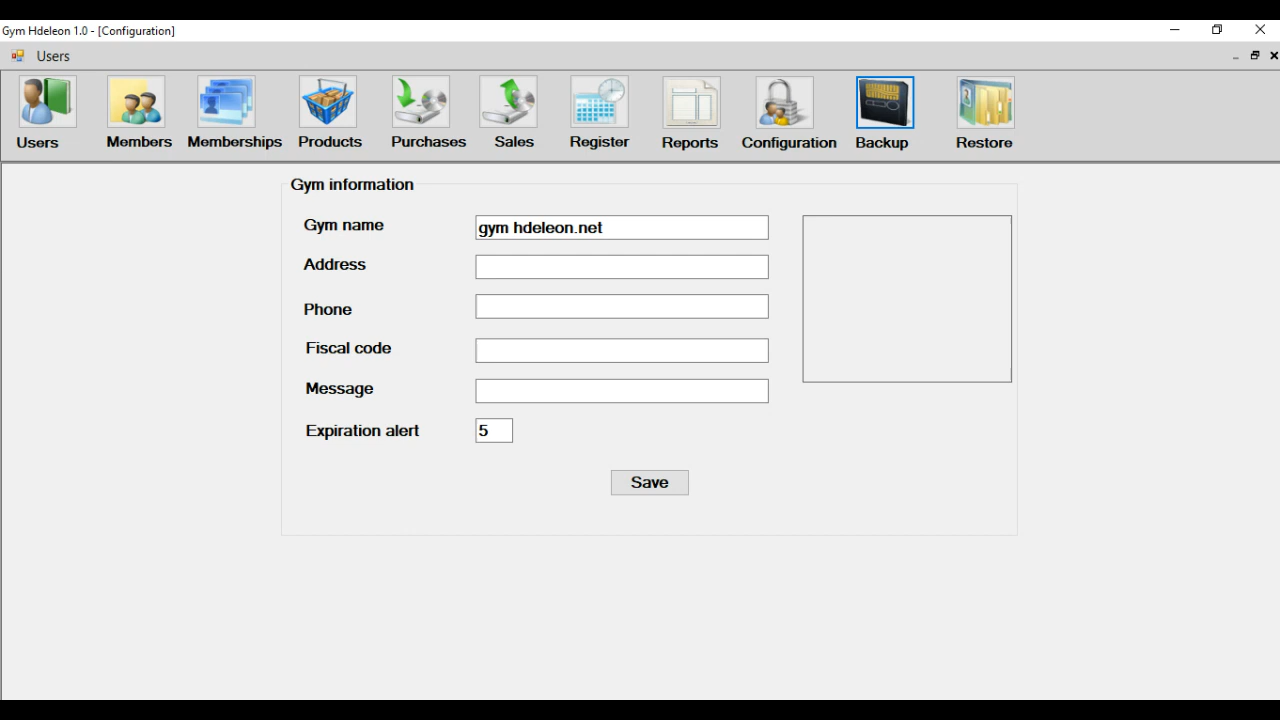 Gym Hdeleon 1.0 - [Configuration]
Users
Users Members Memberships Products Purchases Sales Register Reports Configuration Backup Restore
Gym information
Gym name gym hdeleon.net
Address
Phone
Fiscal code
Message
Expiration alert 5
Save